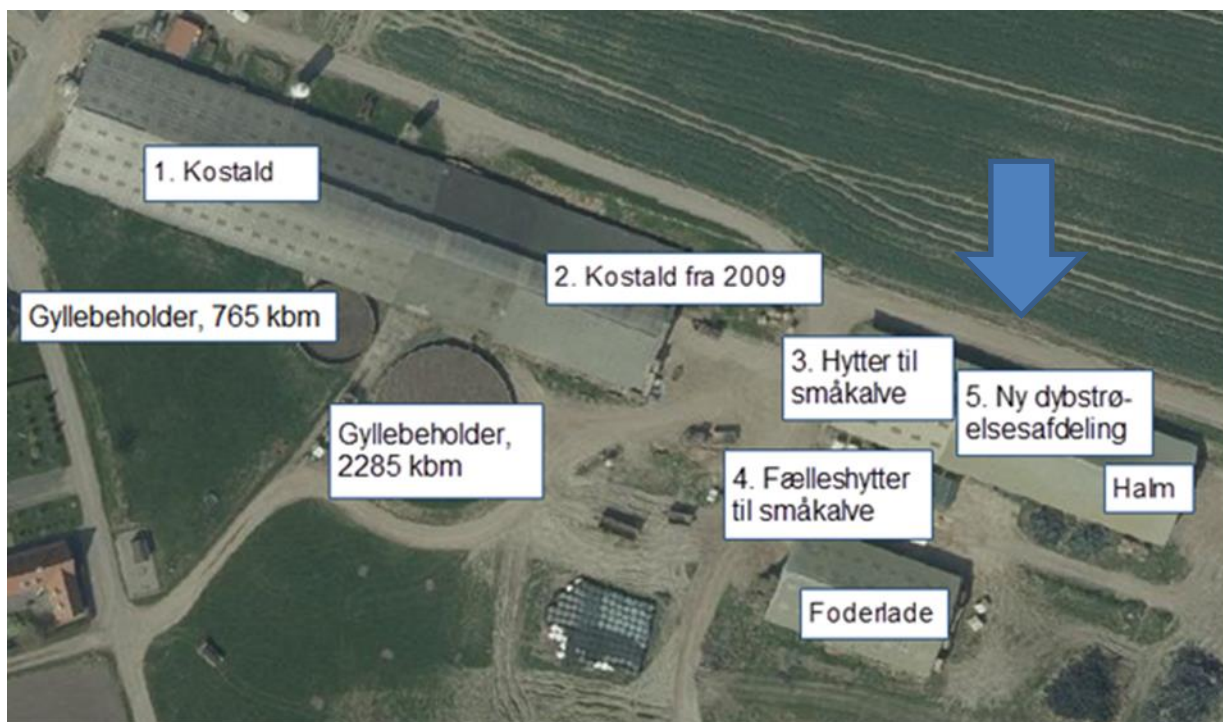 1. Kostald
2. Kostald fra 2009
Gyllebeholder, 765 kbm
3. Hytter til
småkalve
5. Ny dybstrø-
elsesafdeling
Gyllebeholder,
2285 kbm
4. Fælleshytter
til småkalve
Halm
Foderlade